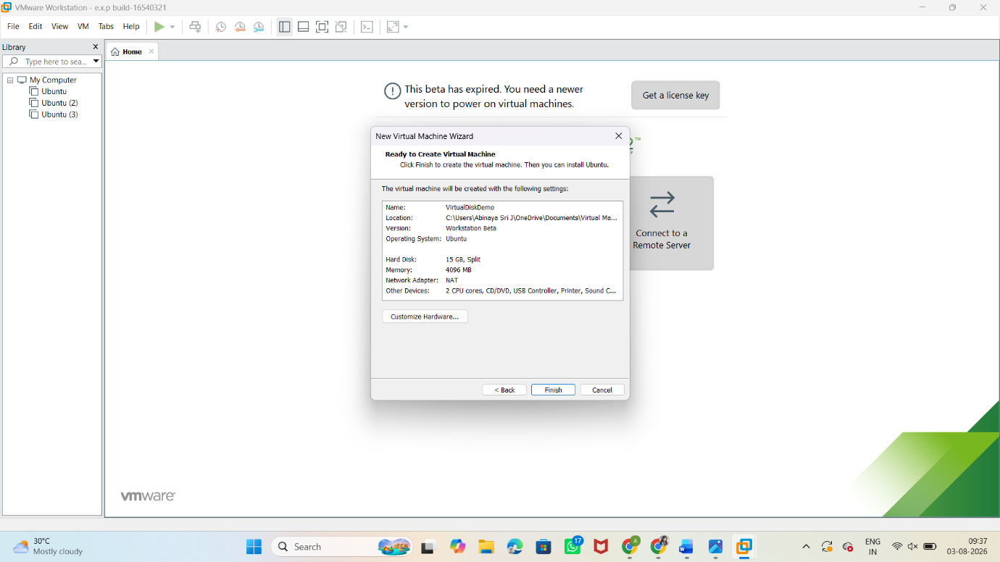 VMware Workstation - e.x.p build-16540321
File Edit View VM Tabs Help
Library
Type here to sea...
My Computer
Ubuntu
Ubuntu (2)
Ubuntu (3)
Home
This beta has expired. You need a newer
version to power on virtual machines.
Get a license key
TM
New Virtual Machine Wizard
Ready to Create Virtual Machine
Click Finish to create the virtual machine. Then you can install Ubuntu.
The virtual machine will be created with the following settings:
Name: VirtualDiskDemo
Location: C:\Users\Abinaya Sri J\OneDrive\Documents\Virtual Ma...
Version: Workstation Beta
Operating System: Ubuntu
Hard Disk: 15 GB, Split
Memory: 4096 MB
Network Adapter: NAT
Other Devices: 2 CPU cores, CD/DVD, USB Controller, Printer, Sound C...
Customize Hardware...
< Back Finish Cancel
Connect to a
Remote Server
vmware
30°C
Mostly cloudy
Search
17
A
ENG
IN
09:37
03-08-2026